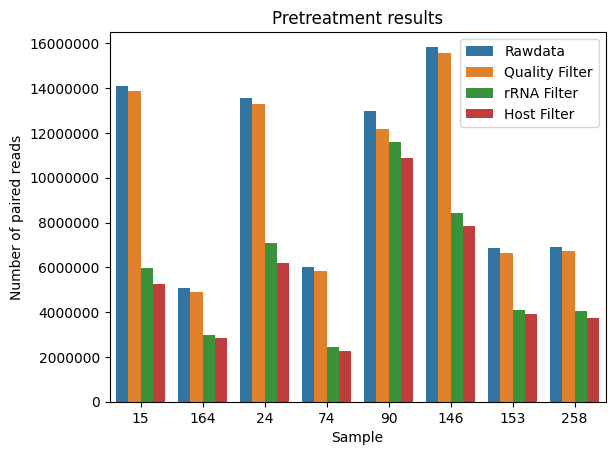 Pretreatment results
Number of paired reads
16000000
14000000
12000000
10000000
8000000
6000000
4000000
2000000
0
Rawdata
Quality Filter
rRNA Filter
Host Filter
15 164 24 74 90 146 153 258
Sample